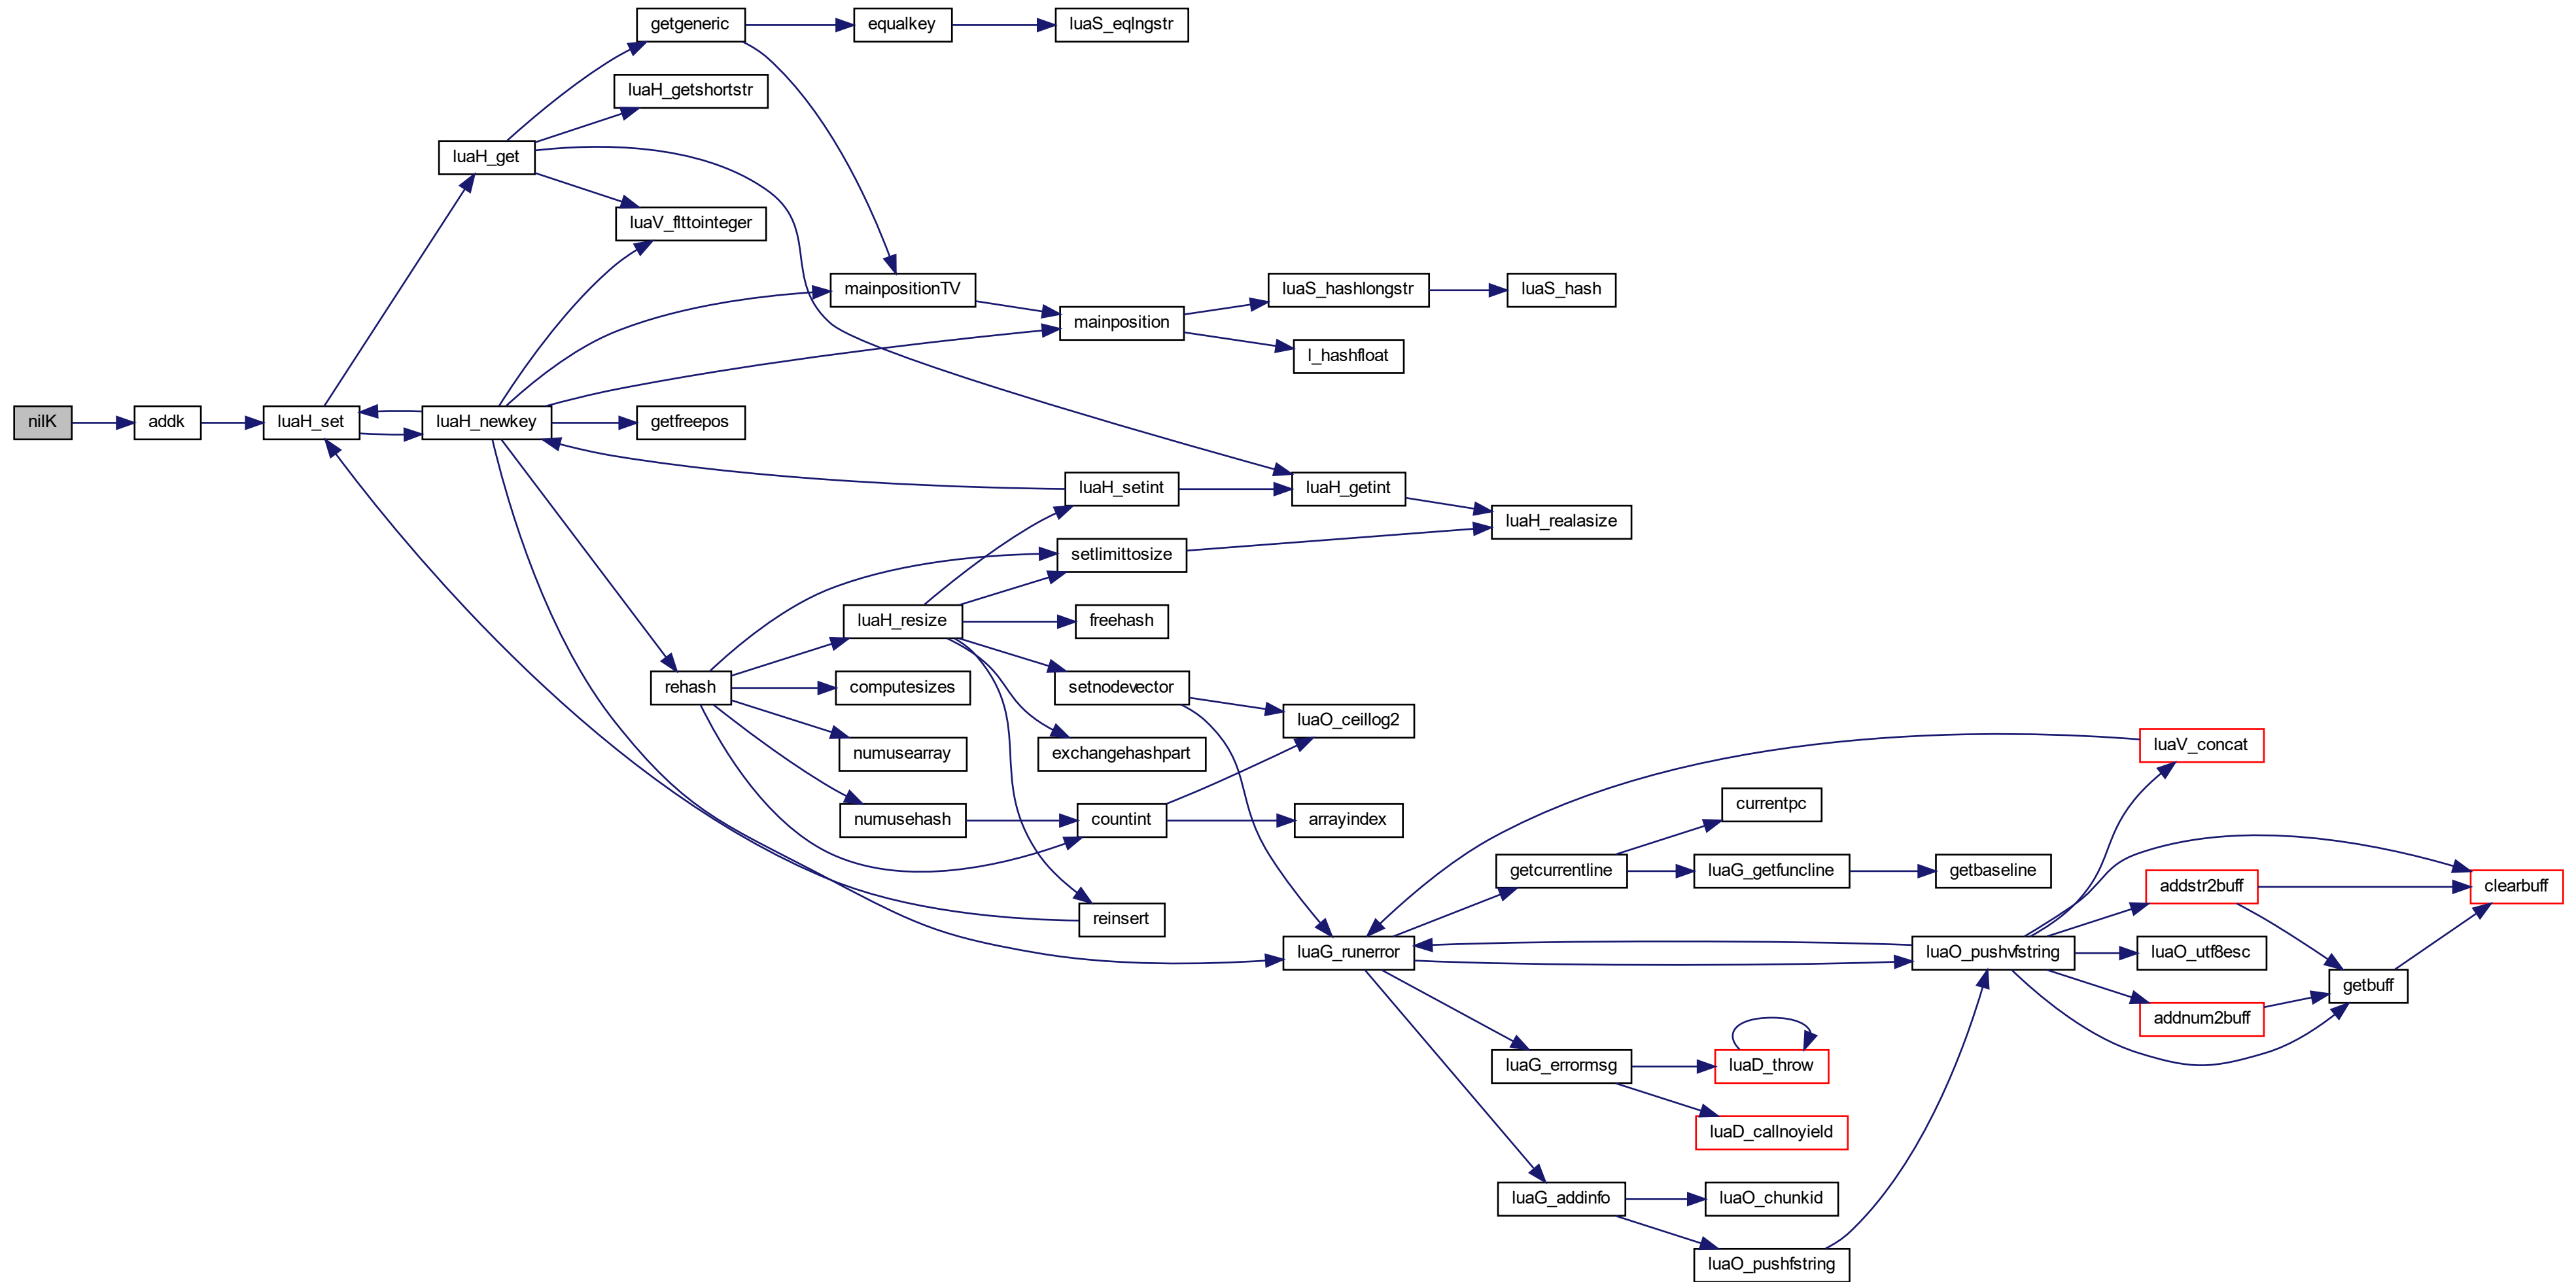 getgeneric
equalkey
luaS_eqlngstr
luaH_getshortstr
luaH_get
luaV_flttointeger
mainpositionTV
luaS_hashlongstr
luaS_hash
mainposition
l_hashfloat
nilK
addk
luaH_set
luaH_newkey
getfreepos
luaH_setint
luaH_getint
luaH_realasize
setlimittosize
luaH_resize
freehash
rehash
computesizes
setnodevector
luaO_ceillog2
numusearray
exchangehashpart
luaV_concat
numusehash
countint
arrayindex
currentpc
getcurrentline
luaG_getfuncline
getbaseline
addstr2buff
clearbuff
reinsert
luaG_runerror
luaO_pushvfstring
luaO_utf8esc
getbuff
addnum2buff
luaG_errormsg
luaD_throw
luaD_callnoyield
luaG_addinfo
luaO_chunkid
luaO_pushfstring